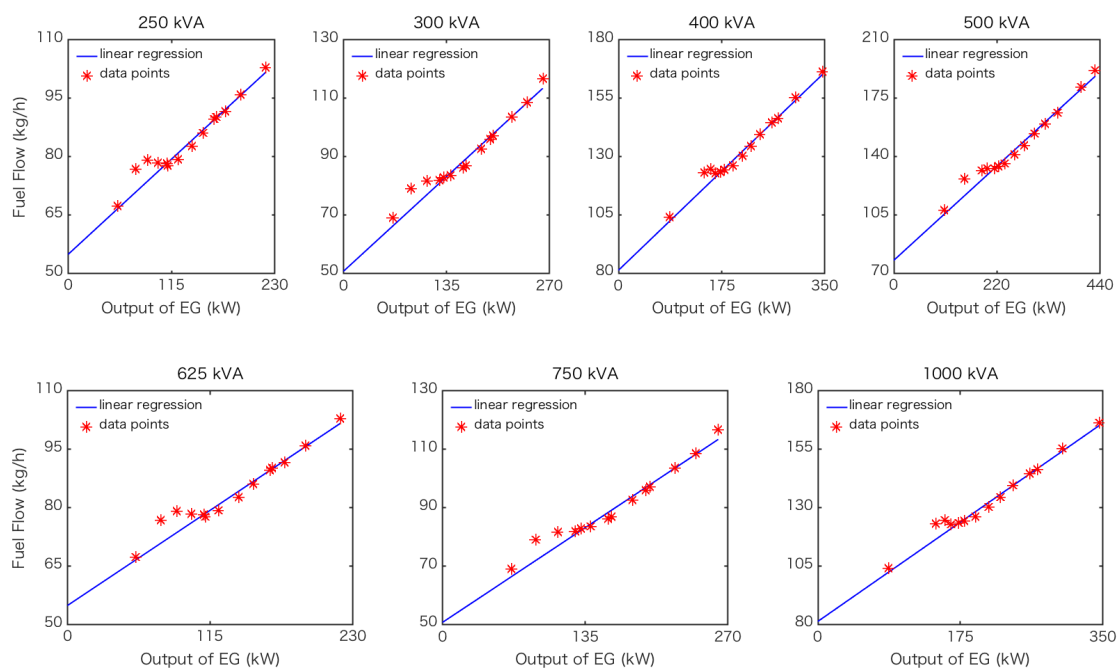 250 kVA
300 kVA
400 kVA
500 kVA
110
95
80
65
50
Fuel Flow (kg/h)
linear regression
data points
0
115
230
Output of EG (kW)
130
110
90
70
50
linear regression
data points
0
135
270
Output of EG (kW)
180
155
130
105
80
linear regression
data points
0
175
350
Output of EG (kW)
210
175
140
105
70
linear regression
data points
0
220
440
Output of EG (kW)
625 kVA
750 kVA
1000 kVA
110
95
80
65
50
Fuel Flow (kg/h)
linear regression
data points
0
115
230
Output of EG (kW)
130
110
90
70
50
linear regression
data points
0
135
270
Output of EG (kW)
180
155
130
105
80
linear regression
data points
0
175
350
Output of EG (kW)